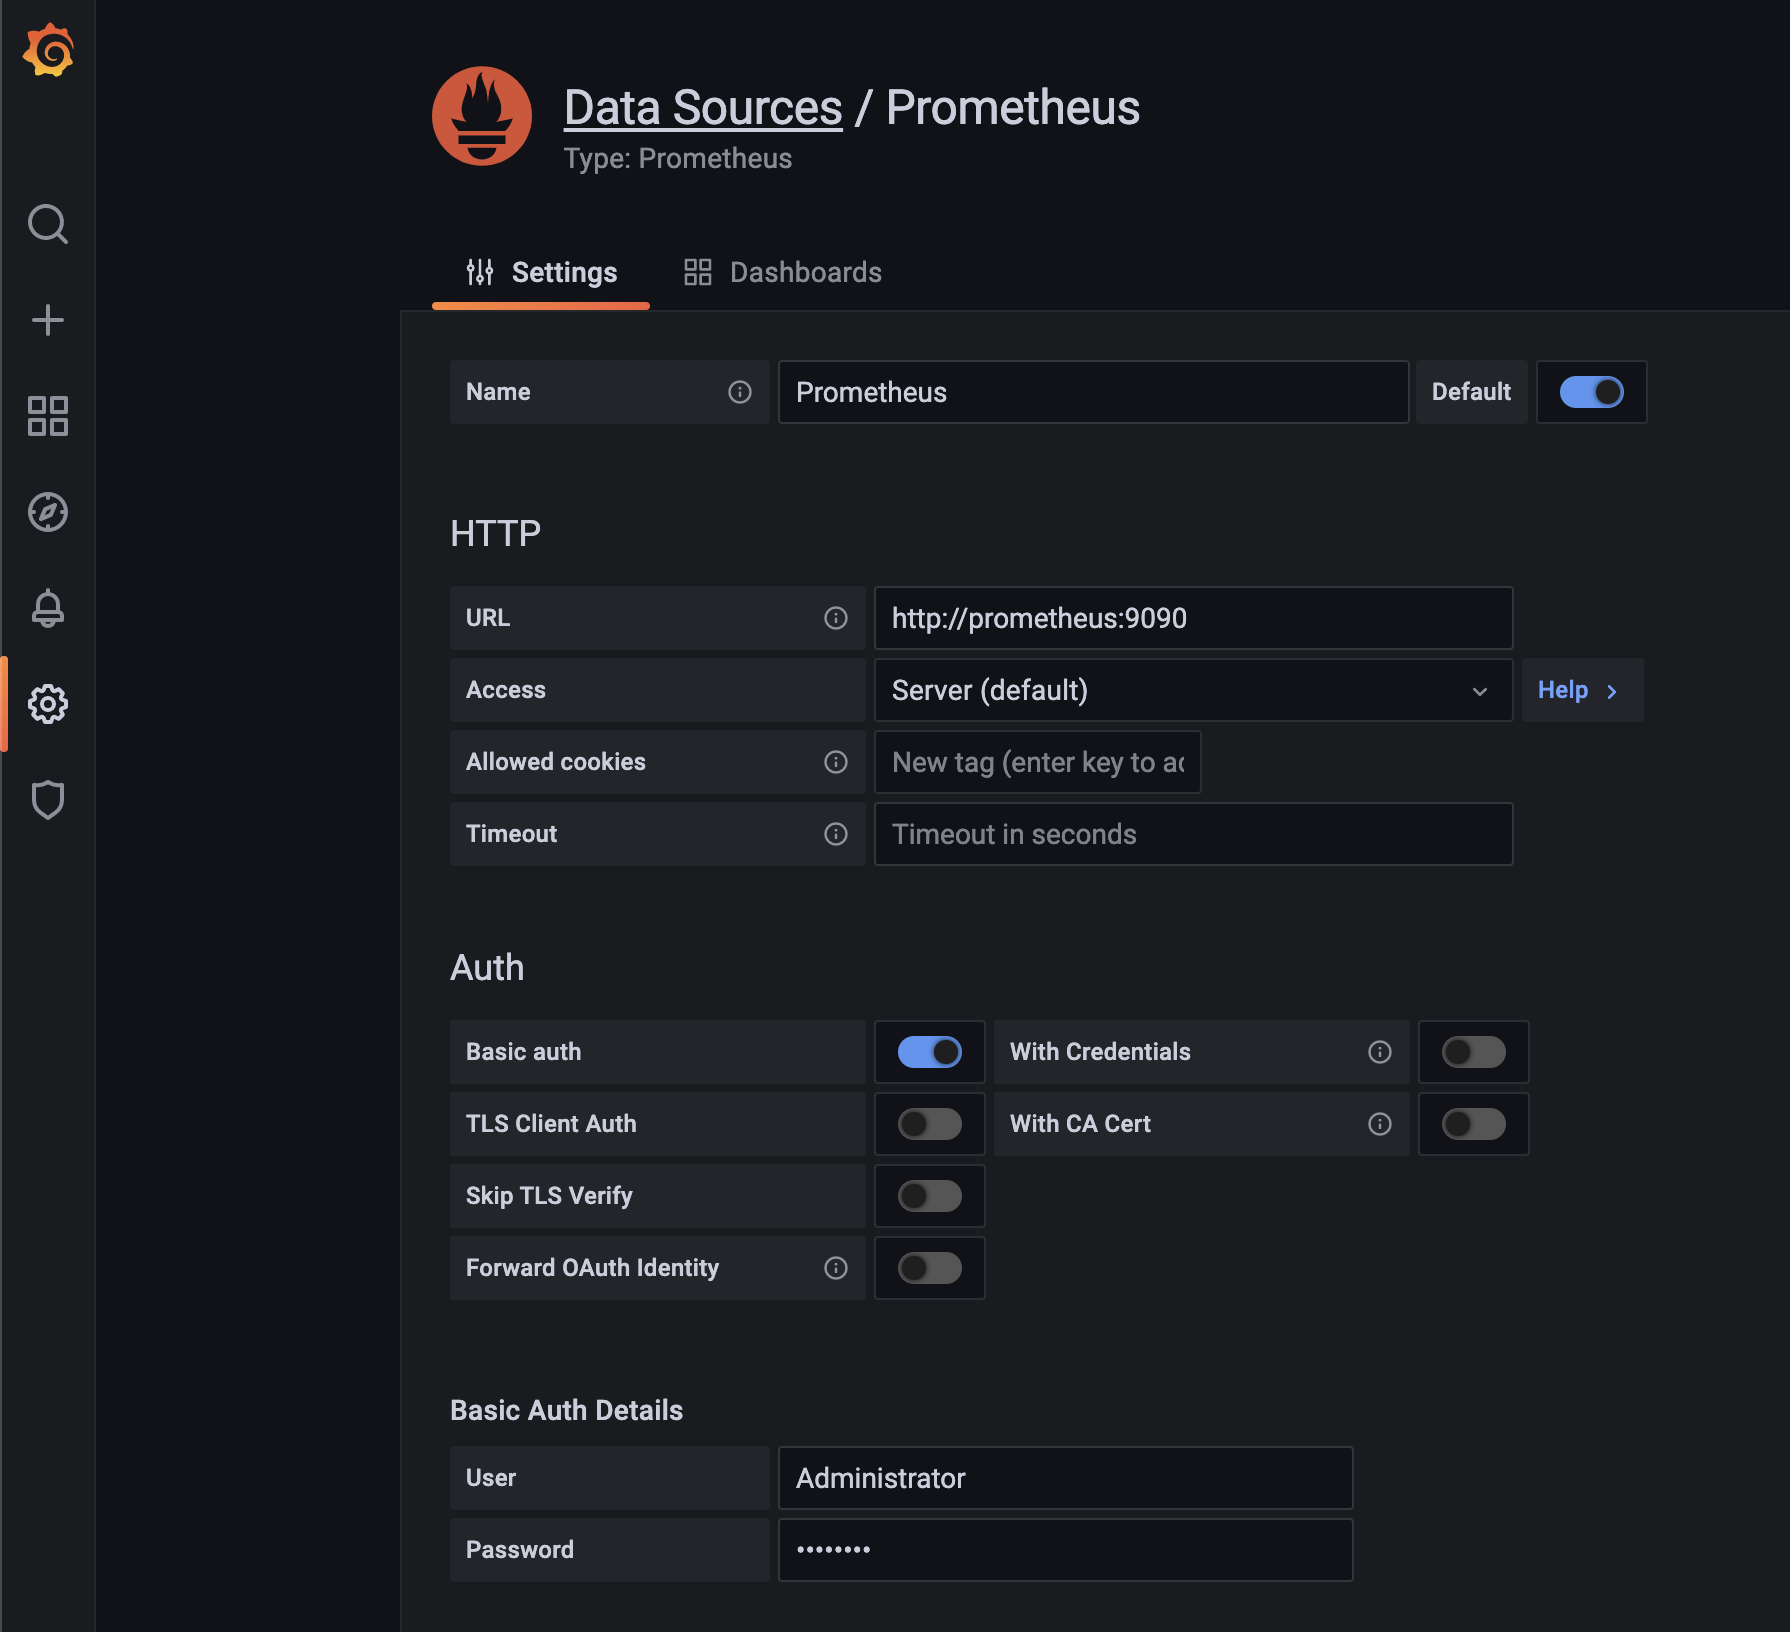 Data Sources / Prometheus
Type: Prometheus
Settings Dashboards
Name Prometheus Default
HTTP
URL http://prometheus:9090
Access Server (default) Help
Allowed cookies New tag (enter key to ac
Timeout Timeout in seconds
Auth
Basic auth With Credentials
TLS Client Auth With CA Cert
Skip TLS Verify
Forward OAuth Identity
Basic Auth Details
User Administrator
Password ••••••••